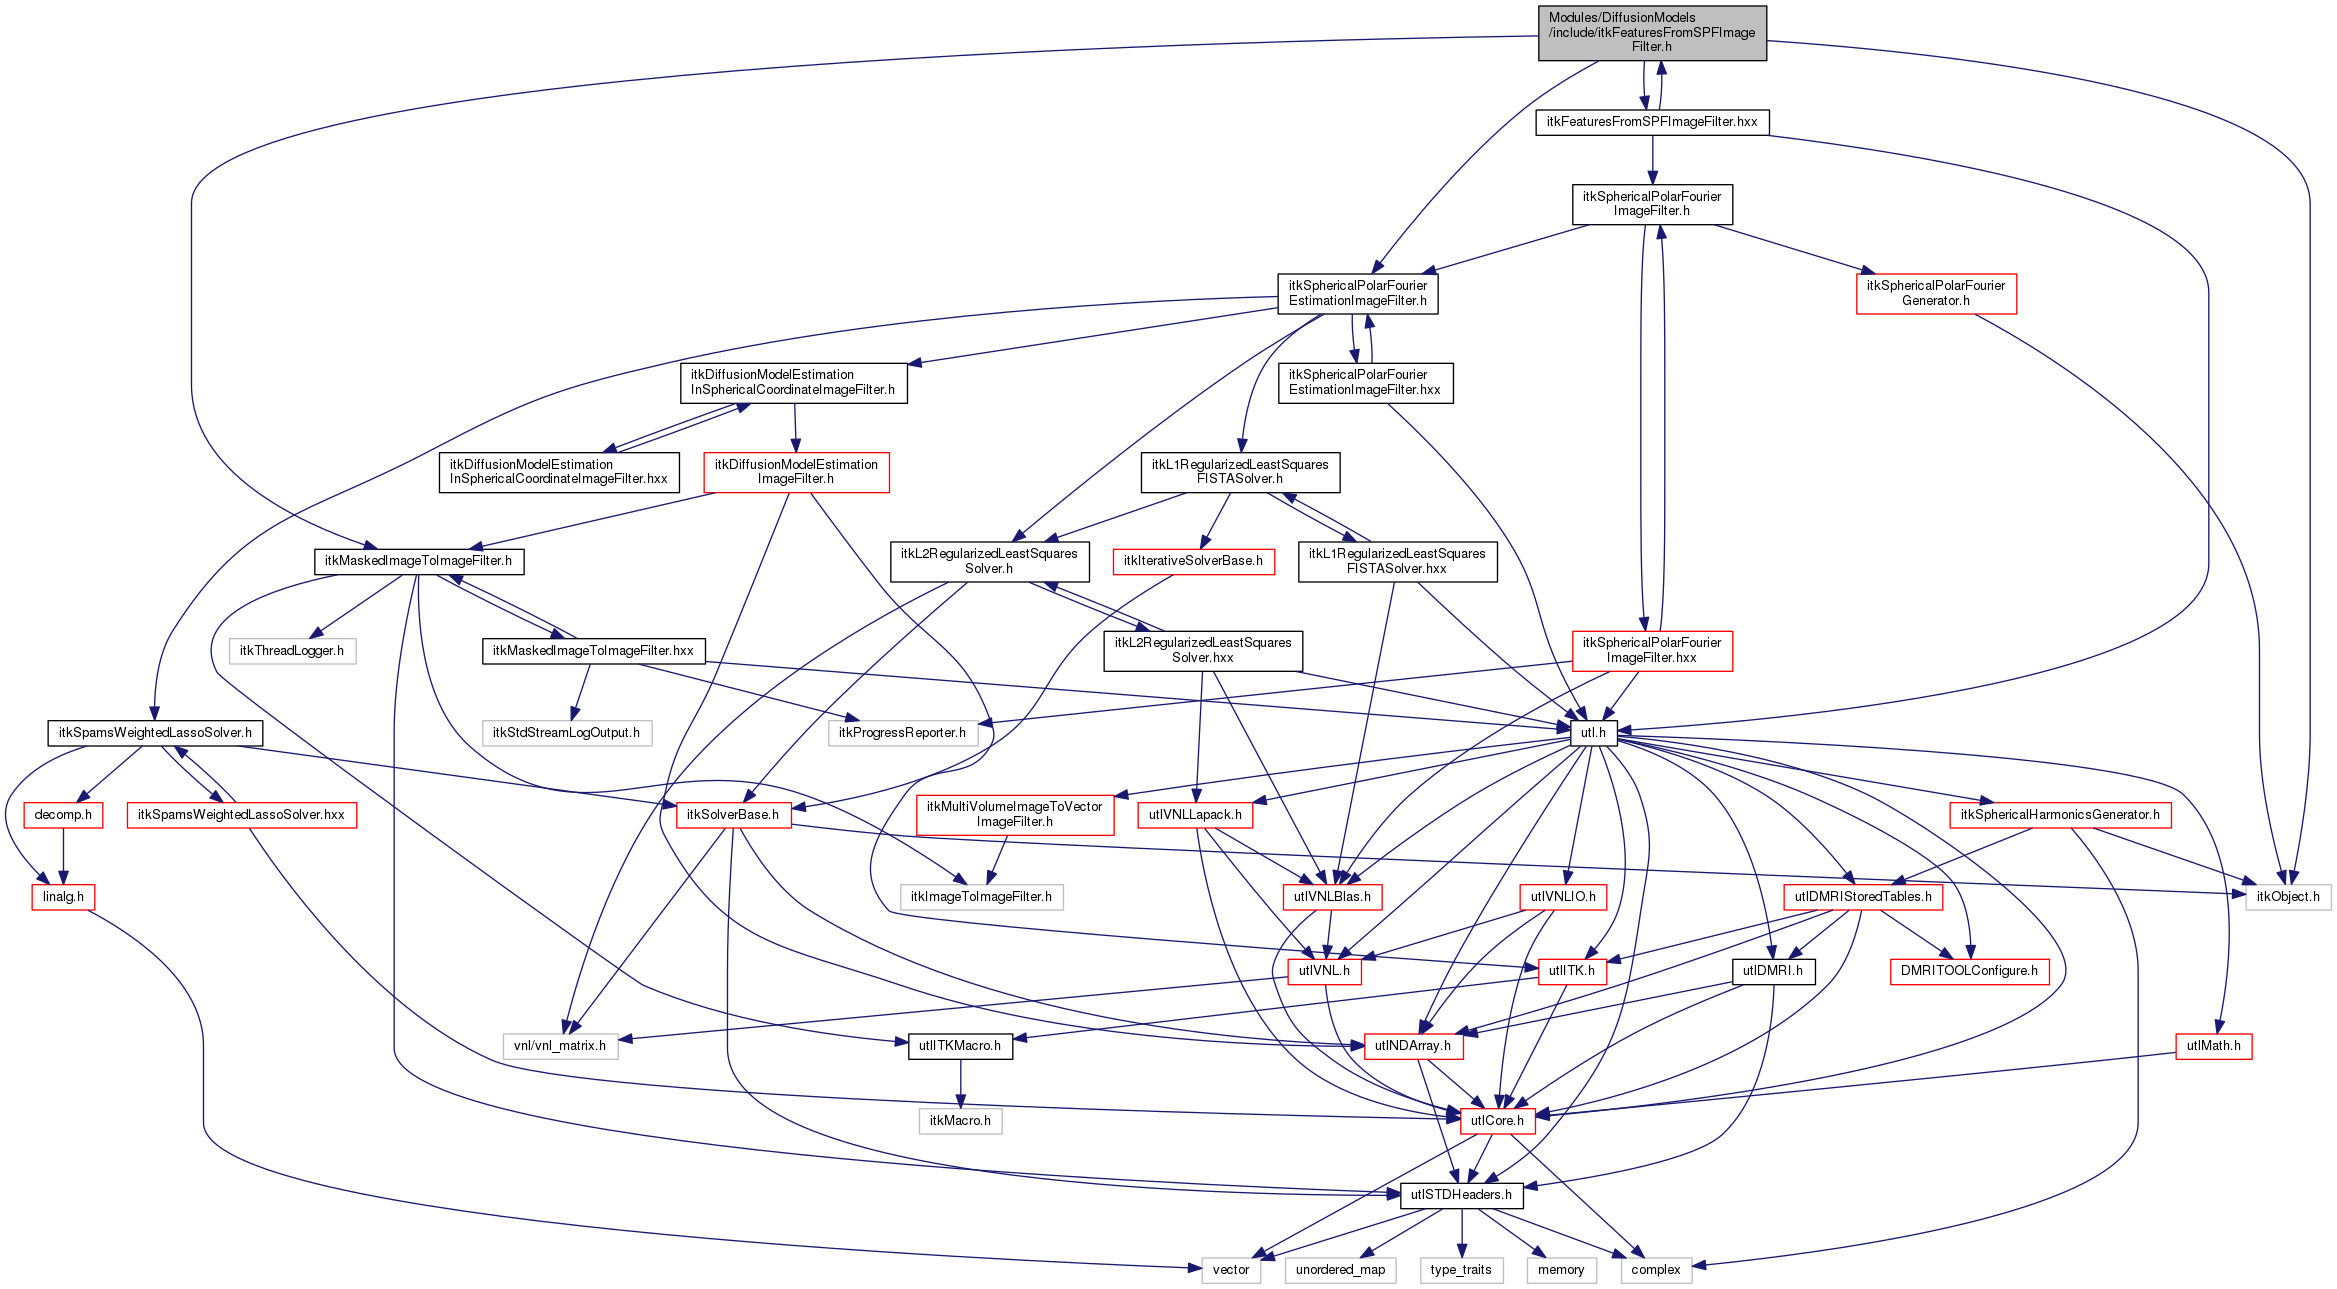 Modules/DiffusionModels
/include/itkFeaturesFromSPFImage
Filter.h
itkFeaturesFromSPFImageFilter.hxx
itkSphericalPolarFourier
ImageFilter.h
itkSphericalPolarFourier
EstimationImageFilter.h
itkSphericalPolarFourier
Generator.h
itkDiffusionModelEstimation
InSphericalCoordinateImageFilter.h
itkSphericalPolarFourier
EstimationImageFilter.hxx
itkDiffusionModelEstimation
InSphericalCoordinateImageFilter.hxx
itkDiffusionModelEstimation
ImageFilter.h
itkL1RegularizedLeastSquares
FISTASolver.h
itkMaskedImageToImageFilter.h
itkL2RegularizedLeastSquares
Solver.h
itkIterativeSolverBase.h
itkL1RegularizedLeastSquares
FISTASolver.hxx
itkThreadLogger.h
itkMaskedImageToImageFilter.hxx
itkL2RegularizedLeastSquares
Solver.hxx
itkSphericalPolarFourier
ImageFilter.hxx
itkSpamsWeightedLassoSolver.h
itkStdStreamLogOutput.h
itkProgressReporter.h
utl.h
decomp.h
itkSpamsWeightedLassoSolver.hxx
itkSolverBase.h
itkMultiVolumeImageToVector
ImageFilter.h
utlVNLLapack.h
itkSphericalHarmonicsGenerator.h
linalg.h
itkImageToImageFilter.h
utlVNLBlas.h
utlVNLIO.h
utlDMRIStoredTables.h
itkObject.h
utlVNL.h
utlITK.h
utlDMRI.h
DMRITOOLConfigure.h
vnl/vnl_matrix.h
utlITKMacro.h
utlNDArray.h
utlMath.h
itkMacro.h
utlCore.h
utlSTDHeaders.h
vector
unordered_map
type_traits
memory
complex